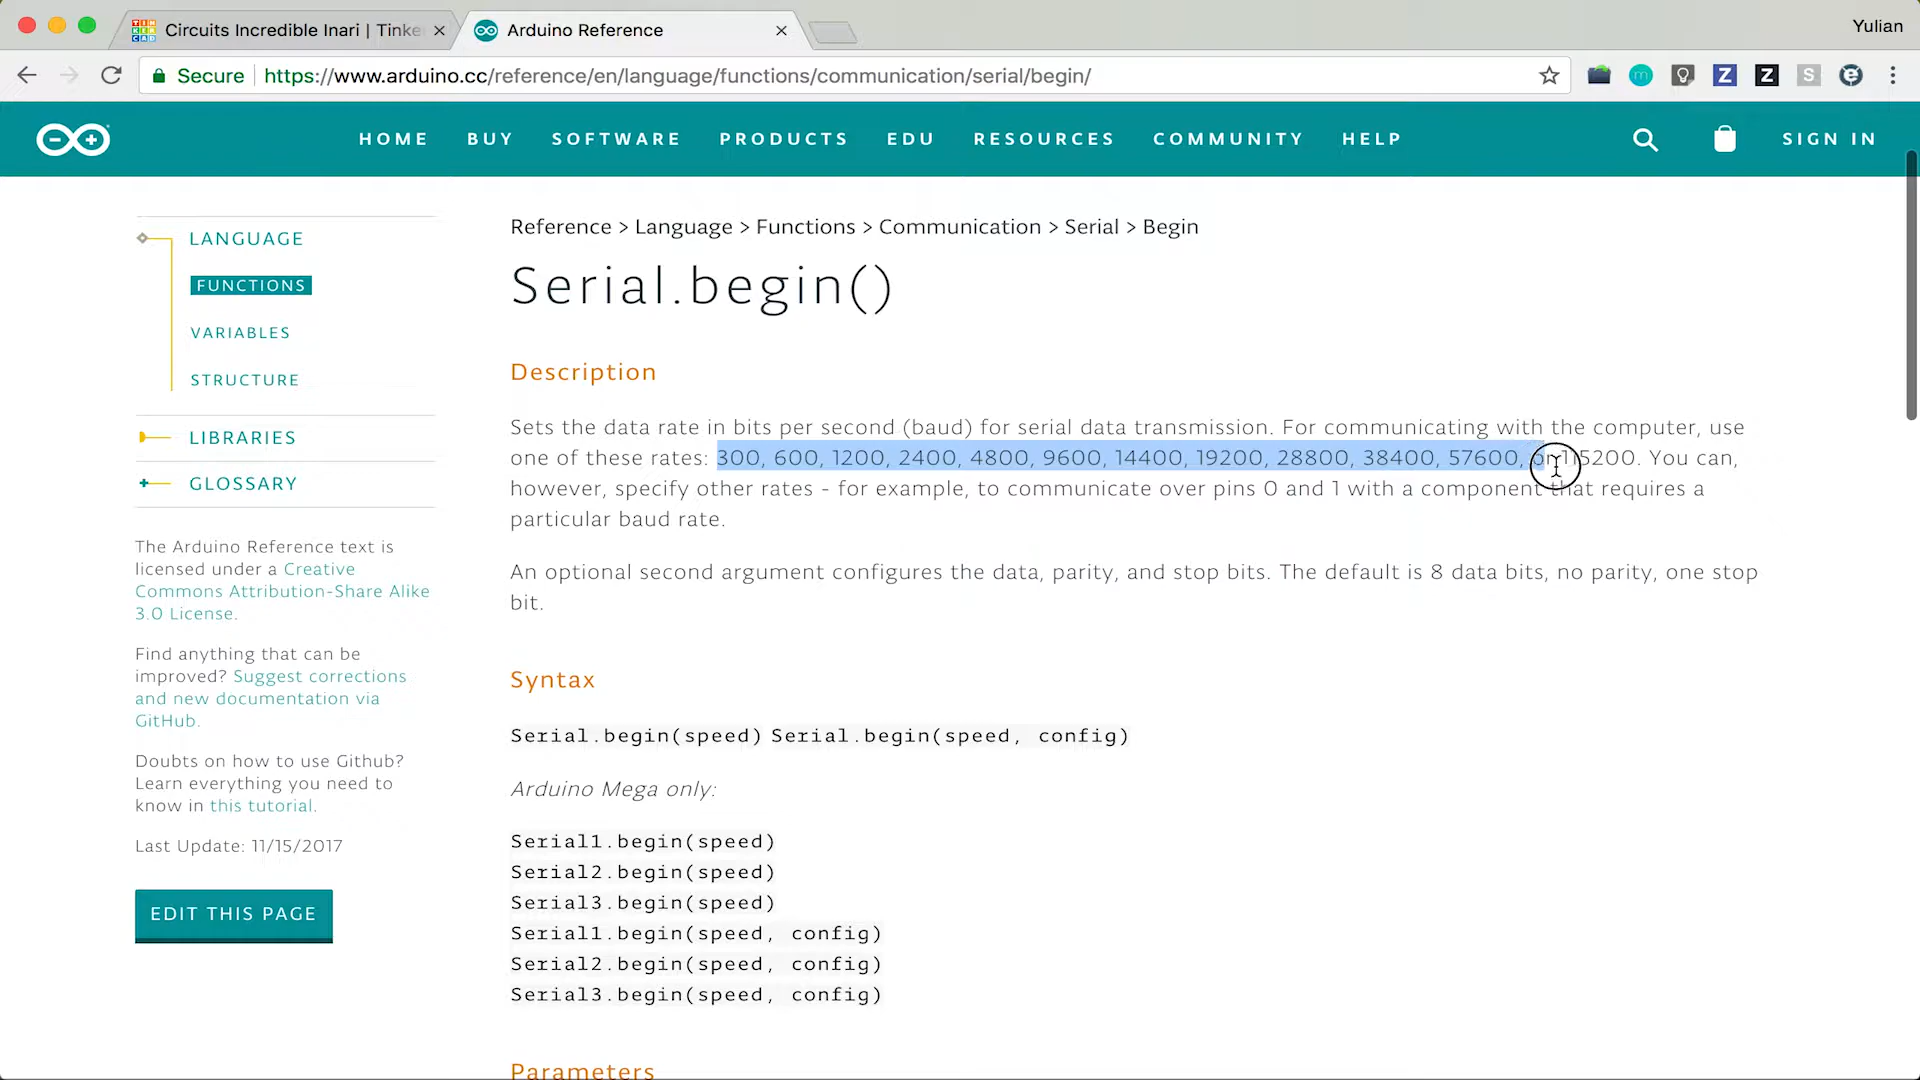 Circuits Incredible Inari | Tinke
Arduino Reference
Yulian
Secure
https://www.arduino.cc/reference/en/language/functions/communication/serial/begin/
HOME BUY SOFTWARE PRODUCTS EDU RESOURCES COMMUNITY HELP SIGN IN
LANGUAGE
FUNCTIONS
VARIABLES
STRUCTURE
LIBRARIES
GLOSSARY
The Arduino Reference text is
licensed under a Creative
Commons Attribution-Share Alike
3.0 License.
Find anything that can be
improved? Suggest corrections
and new documentation via
GitHub.
Doubts on how to use Github?
Learn everything you need to
know in this tutorial.
Last Update: 11/15/2017
EDIT THIS PAGE
Reference > Language > Functions > Communication > Serial > Begin
Serial.begin()
Description
Sets the data rate in bits per second (baud) for serial data transmission. For communicating with the computer, use
one of these rates: 300, 600, 1200, 2400, 4800, 9600, 14400, 19200, 28800, 38400, 57600, or 115200. You can,
however, specify other rates - for example, to communicate over pins 0 and 1 with a component that requires a
particular baud rate.
An optional second argument configures the data, parity, and stop bits. The default is 8 data bits, no parity, one stop
bit.
Syntax
Serial.begin(speed) Serial.begin(speed, config)
Arduino Mega only:
Serial1.begin(speed)
Serial2.begin(speed)
Serial3.begin(speed)
Serial1.begin(speed, config)
Serial2.begin(speed, config)
Serial3.begin(speed, config)
Parameters